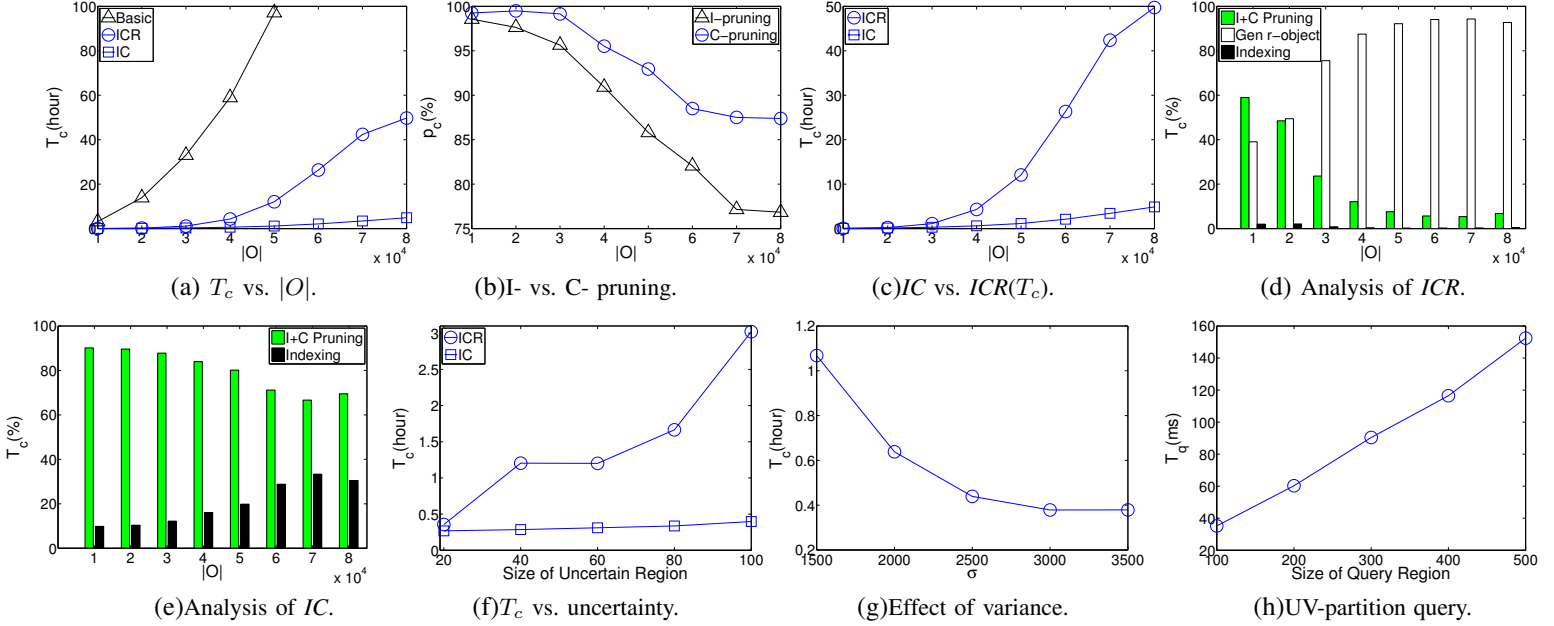 100
80
60
40
20
0
T_c(hour)
1 2 3 4 5 6 7 8
|O|
x 10^4
Basic
ICR
IC
(a) T_c vs. |O|.
100
95
90
85
80
75
p_c(%)
1 2 3 4 5 6 7 8
|O|
x 10^4
I−pruning
C−pruning
(b)I- vs. C- pruning.
50
40
30
20
10
0
T_c(hour)
1 2 3 4 5 6 7 8
|O|
x 10^4
ICR
IC
(c)IC vs. ICR(T_c).
100
80
60
40
20
0
T_c(%)
1 2 3 4 5 6 7 8
|O|
x 10^4
I+C Pruning
Gen r−object
Indexing
(d) Analysis of ICR.
100
80
60
40
20
0
T_c(%)
1 2 3 4 5 6 7 8
|O|
x 10^4
I+C Pruning
Indexing
(e)Analysis of IC.
3
2.5
2
1.5
1
0.5
0
T_c(hour)
20 40 60 80 100
Size of Uncertain Region
ICR
IC
(f)T_c vs. uncertainty.
1.2
1
0.8
0.6
0.4
0.2
T_c(hour)
1500 2000 2500 3000 3500
σ
(g)Effect of variance.
160
140
120
100
80
60
40
20
T_q(ms)
100 200 300 400 500
Size of Query Region
(h)UV-partition query.